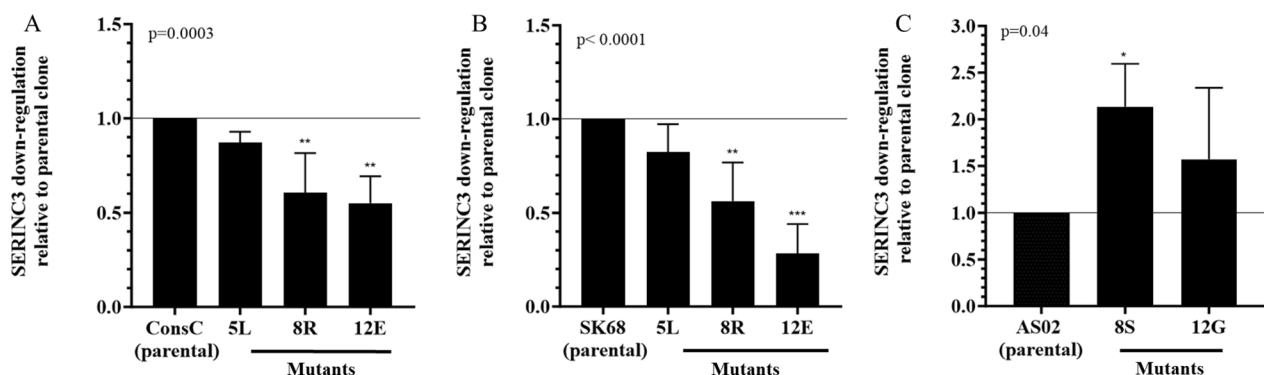 A
SERINC3 down-regulation
relative to parental clone
p=0.0003
1.5
1.0
0.5
0.0
**
**
ConsC
(parental)
5L
8R
12E
Mutants
B
SERINC3 down-regulation
relative to parental clone
p< 0.0001
1.5
1.0
0.5
0.0
**
***
SK68
(parental)
5L
8R
12E
Mutants
C
SERINC3 down-regulation
relative to parental clone
p=0.04
3.0
2.5
2.0
1.5
1.0
0.5
0.0
*
AS02
(parental)
8S
12G
Mutants